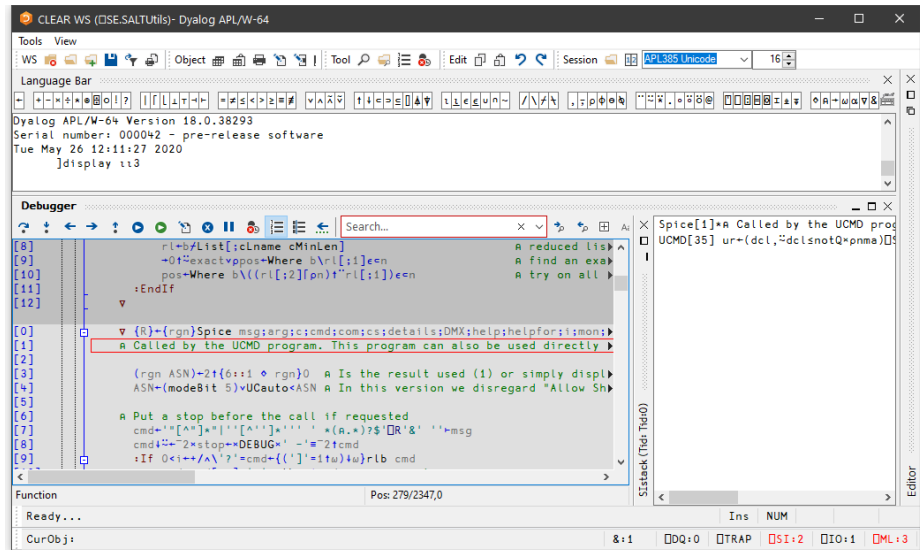 CLEAR WS (⎕SE.SALTUtils)- Dyalog APL/W-64
Tools View
WS Object Tool Edit Session APL385 Unicode 16
Language Bar
Dyalog APL/W-64 Version 18.0.38293
Serial number: 000042 - pre-release software
Tue May 26 12:11:27 2020
]display ⍳⍳3
Debugger
Search...
[8] rl←b⌿List[;cLname cMinLen] ⍝ reduced lis
[9] →0↑⍨exact∨pos←Where b\rl[;1]∊⊂n ⍝ find an exa
[10] pos←Where b\((rl[;2]⌈⍴n)↑¨rl[;1])∊⊂n ⍝ try on all
[11] :EndIf
[12] ∇
[0] ∇ {R}←{rgn}Spice msg;arg;c;cmd;com;cs;details;DMX;help;helpfor;i;mon;
[1] ⍝ Called by the UCMD program. This program can also be used directly
[2]
[3] (rgn ASN)←2↑{6::1 ⋄ rgn}0 ⍝ Is the result used (1) or simply displ
[4] ASN←(modeBit 5)∨UCauto<ASN ⍝ In this version we disregard "Allow Sh
[5]
[6] ⍝ Put a stop before the call if requested
[7] cmd←'"[^"]*"|''[^'']*''' ' *(⍝.*)?$'⎕R'&' ''⊢msg
[8] cmd↓⍨←¯2×stop←×DEBUG×' -'≡¯2↑cmd
[9] :If 0<i←+/∧\'?'=cmd←{(']'=1↑⍵)↓⍵}rlb cmd
Function Pos: 279/2347,0
Spice[1]*⍝ Called by the UCMD prog
UCMD[35] ur←(dcl,⍨dcl≤notQ×⍴nma)⎕S
SIstack (Tid: Tid:0)
Editor
Ready... Ins NUM
CurObj: &:1 ⎕DQ:0 ⎕TRAP ⎕SI:2 ⎕IO:1 ⎕ML:3